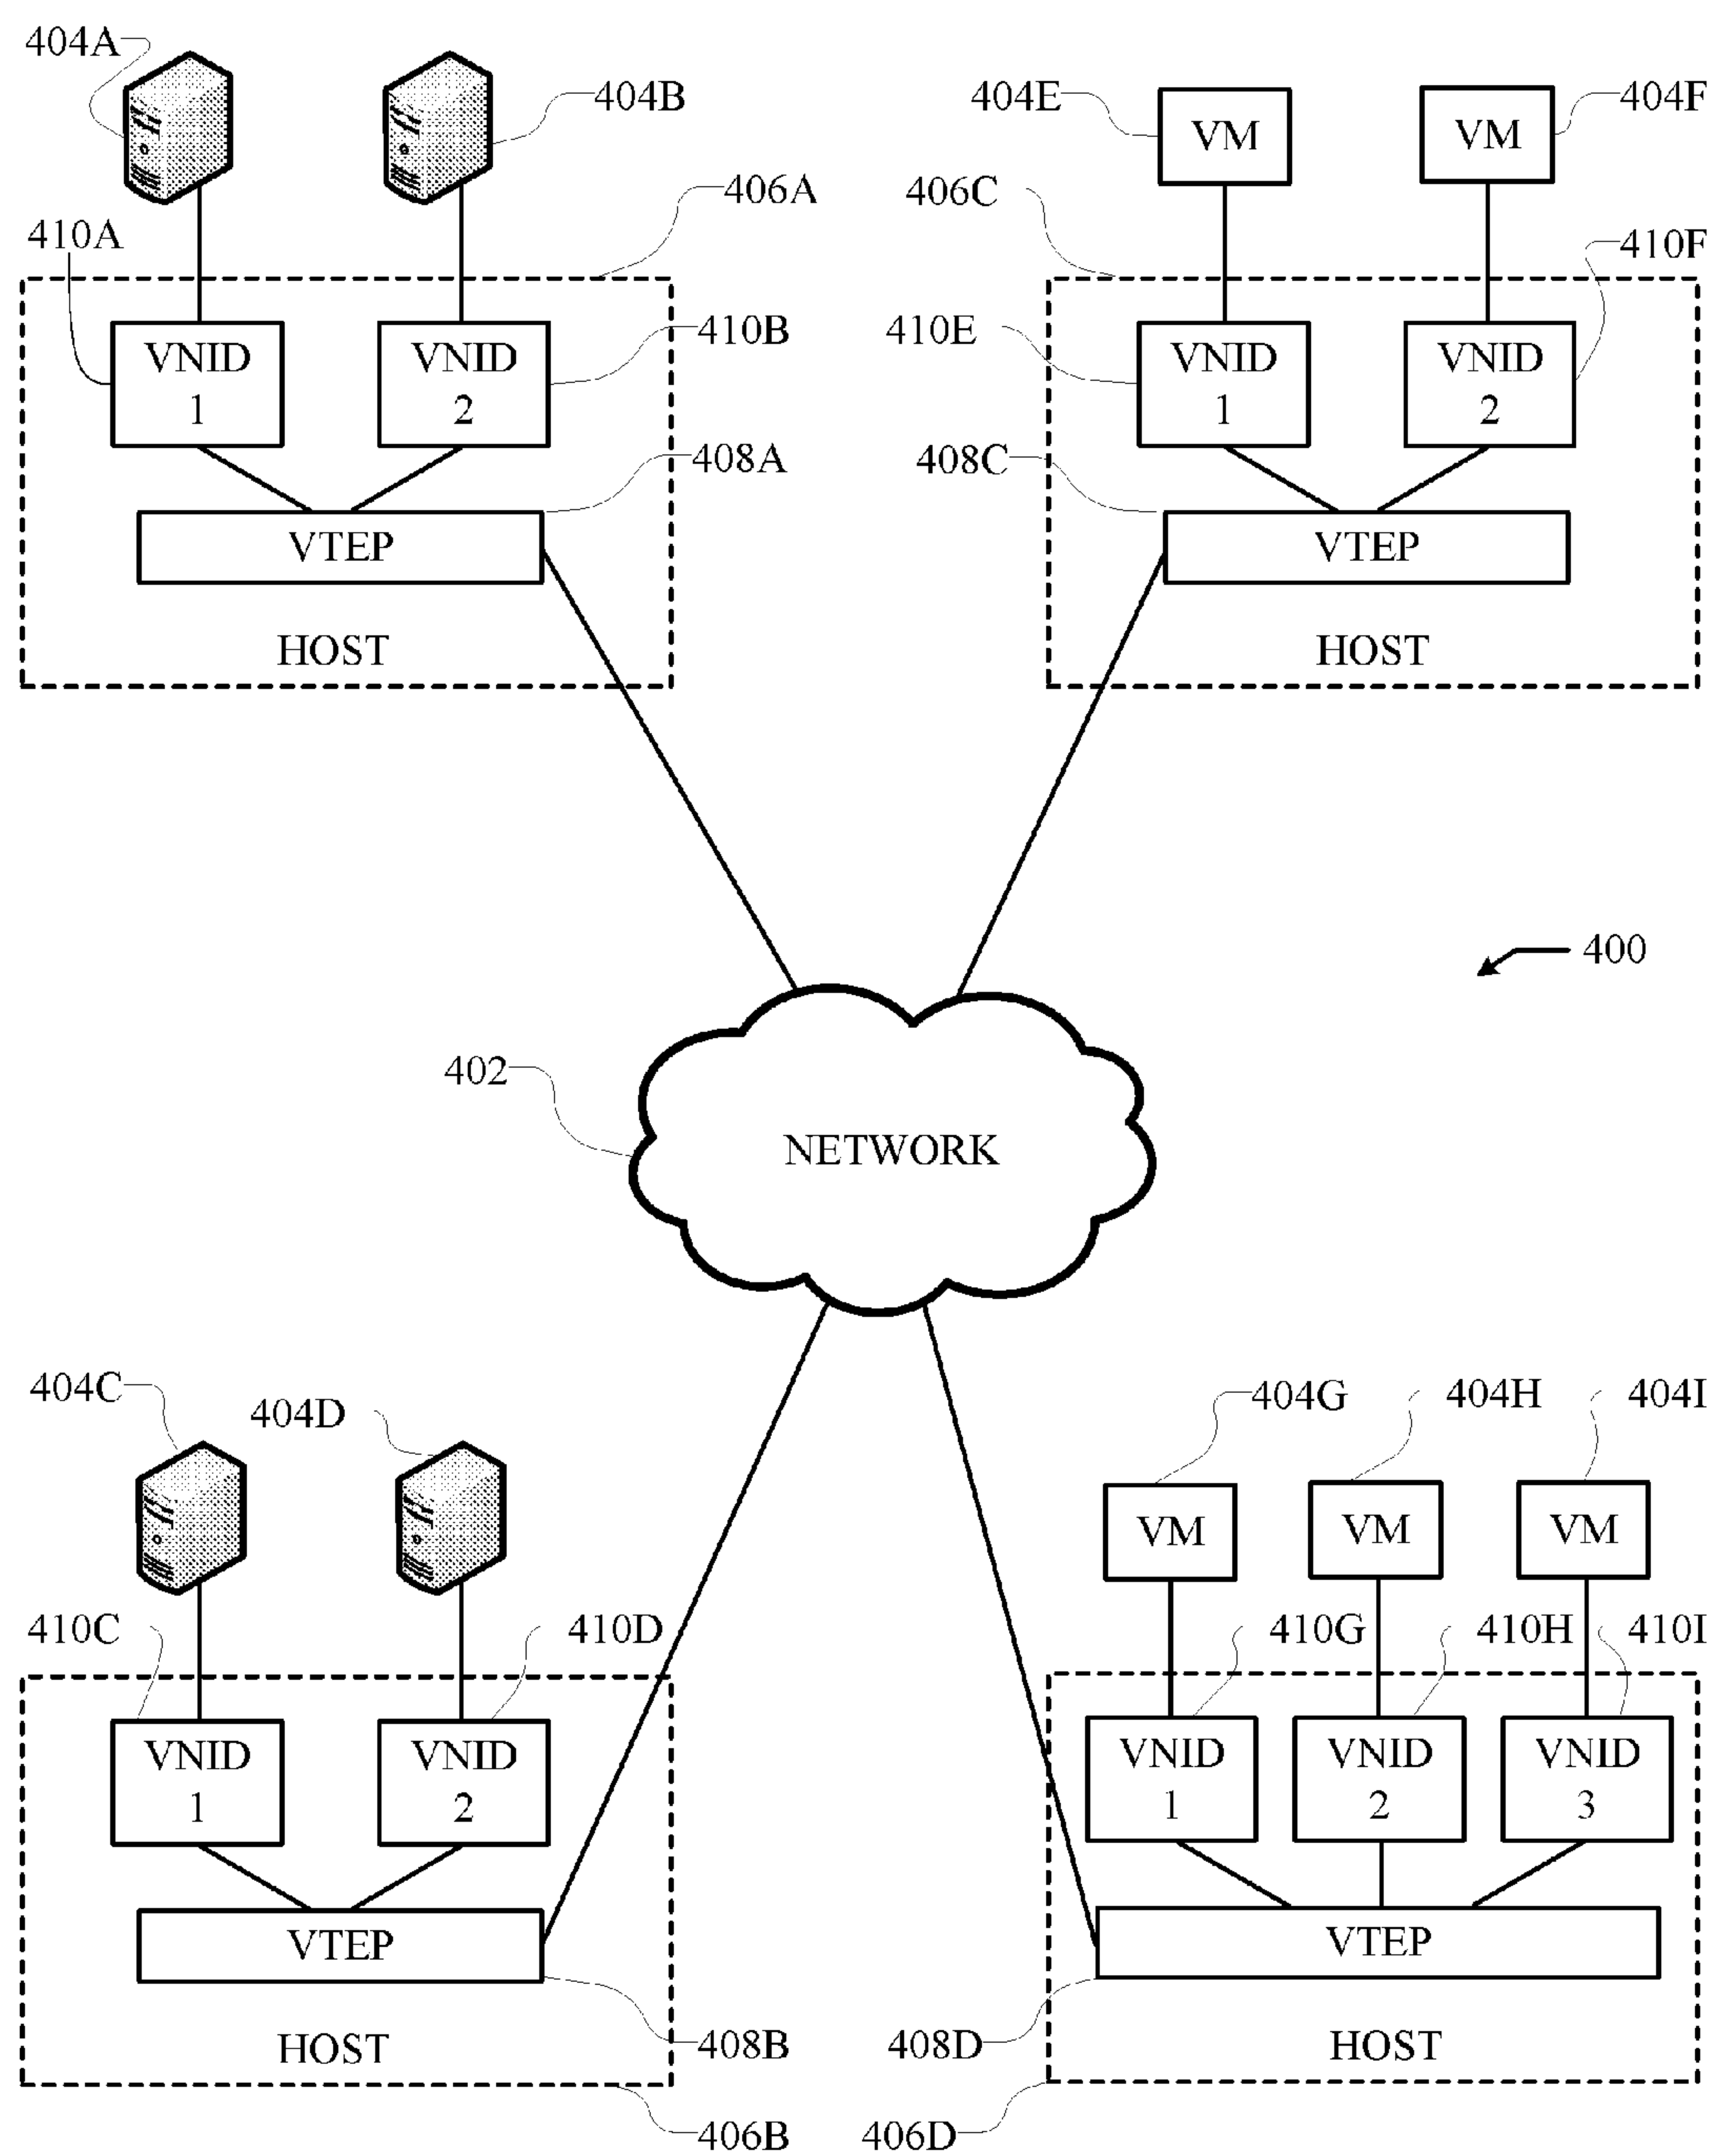 404A
404B
404E
VM
404F
VM
406A
406C
410A
410F
VNID
1
VNID
2
410B
410E
VNID
1
VNID
2
408A
408C
VTEP
VTEP
HOST
HOST
400
402
NETWORK
404C
404D
404G
404H
404I
VM
VM
VM
410C
410D
410G
410H
410I
VNID
1
VNID
2
VNID
1
VNID
2
VNID
3
VTEP
VTEP
408B
408D
HOST
HOST
406B
406D